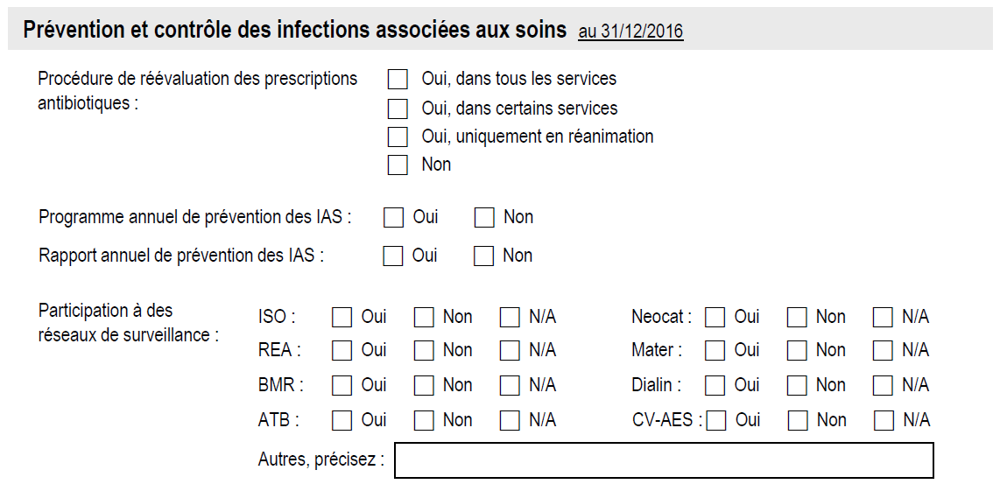 Prévention et contrôle des infections associées aux soins au 31/12/2016
Procédure de réévaluation des prescriptions
antibiotiques :
Oui, dans tous les services
Oui, dans certains services
Oui, uniquement en réanimation
Non
Programme annuel de prévention des IAS : Oui Non
Rapport annuel de prévention des IAS : Oui Non
Participation à des
réseaux de surveillance :
ISO : Oui Non N/A Neocat : Oui Non N/A
REA : Oui Non N/A Mater : Oui Non N/A
BMR : Oui Non N/A Dialin : Oui Non N/A
ATB : Oui Non N/A CV-AES : Oui Non N/A
Autres, précisez :